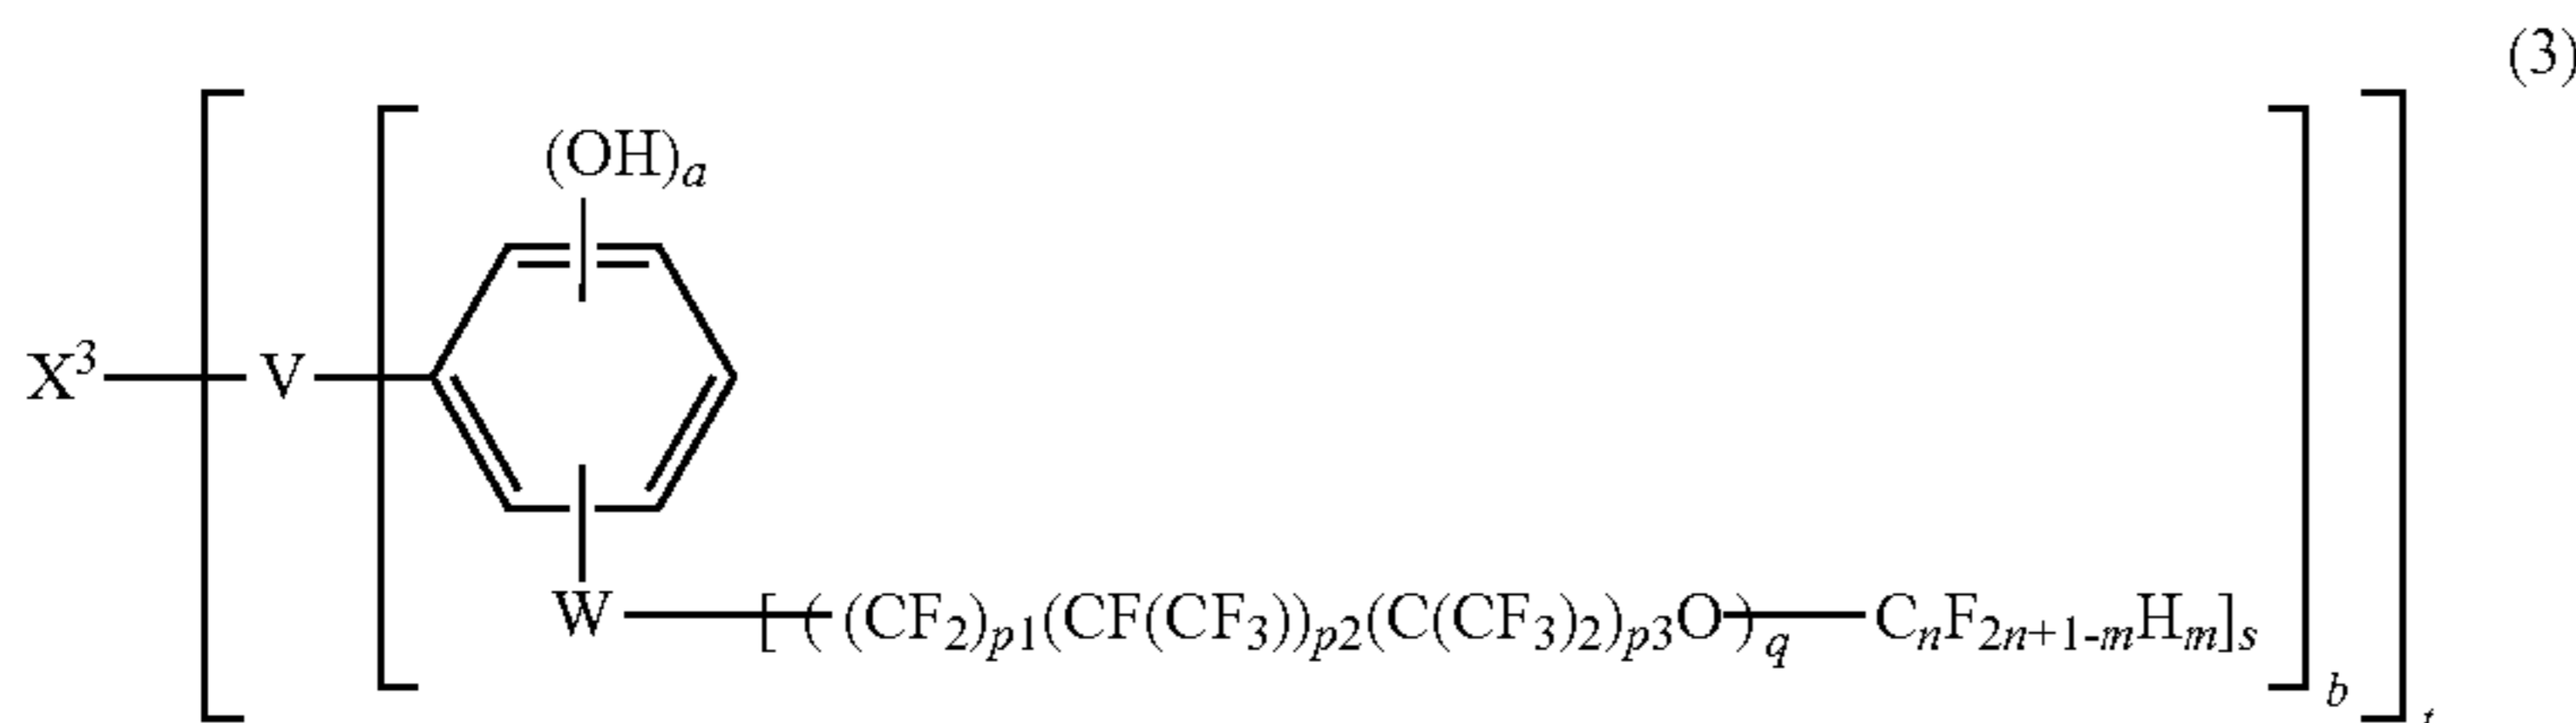 (3)
(OH)a
X3 V
W [ ( (CF2)p1(CF(CF3))p2(C(CF3)2)p3O )q CnF2n+1-mHm]s
b
t